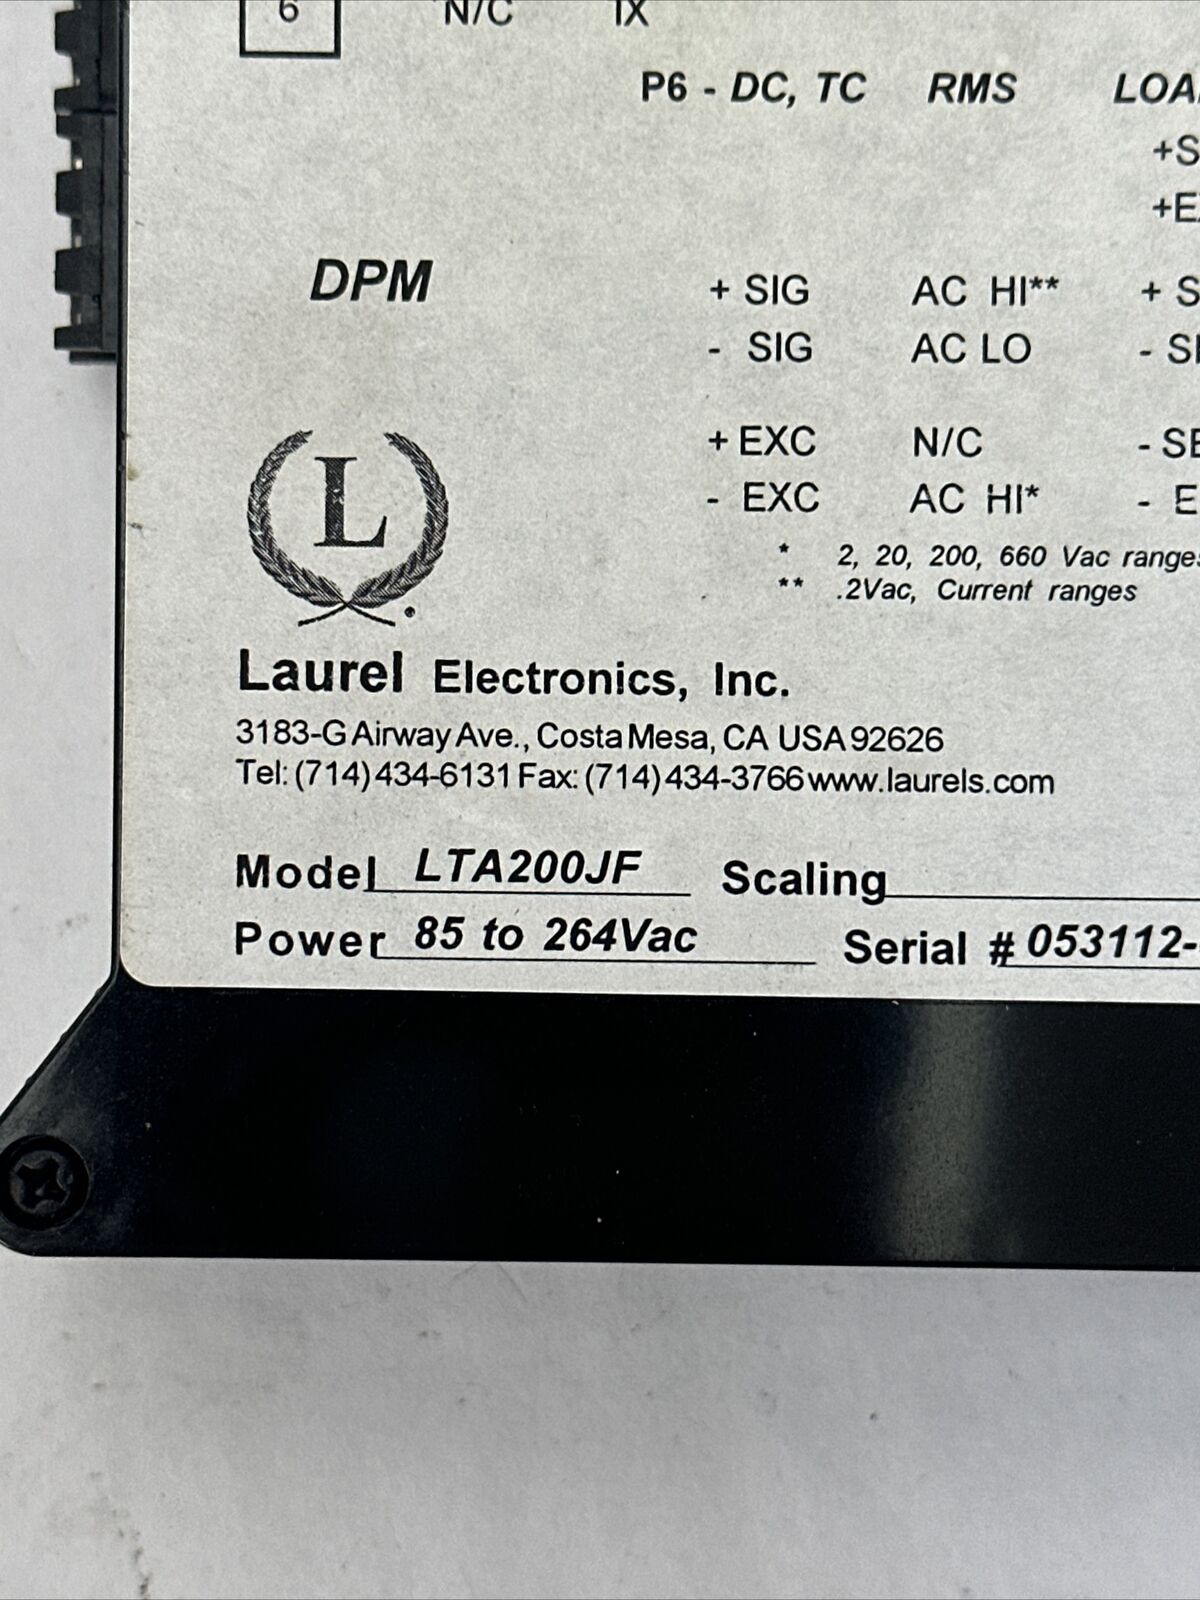 6 N/C TX
P6 - DC, TC RMS
DPM
+ SIG AC HI**
- SIG AC LO
+ EXC N/C
- EXC AC HI*
* 2, 20, 200, 660 Vac ranges
** .2Vac, Current ranges
L
Laurel Electronics, Inc.
3183-G Airway Ave., Costa Mesa, CA USA 92626
Tel: (714) 434-6131 Fax: (714) 434-3766 www.laurels.com
Model LTA200JF Scaling
Power 85 to 264Vac Serial # 053112-